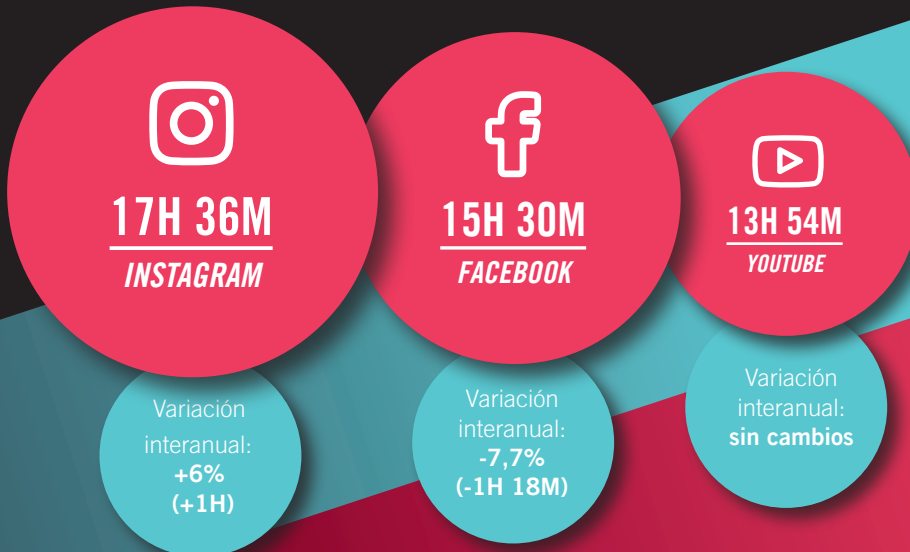 17H 36M
INSTAGRAM
Variación
interanual:
+6%
(+1H)
15H 30M
FACEBOOK
Variación
interanual:
-7,7%
(-1H 18M)
13H 54M
YOUTUBE
Variación
interanual:
sin cambios